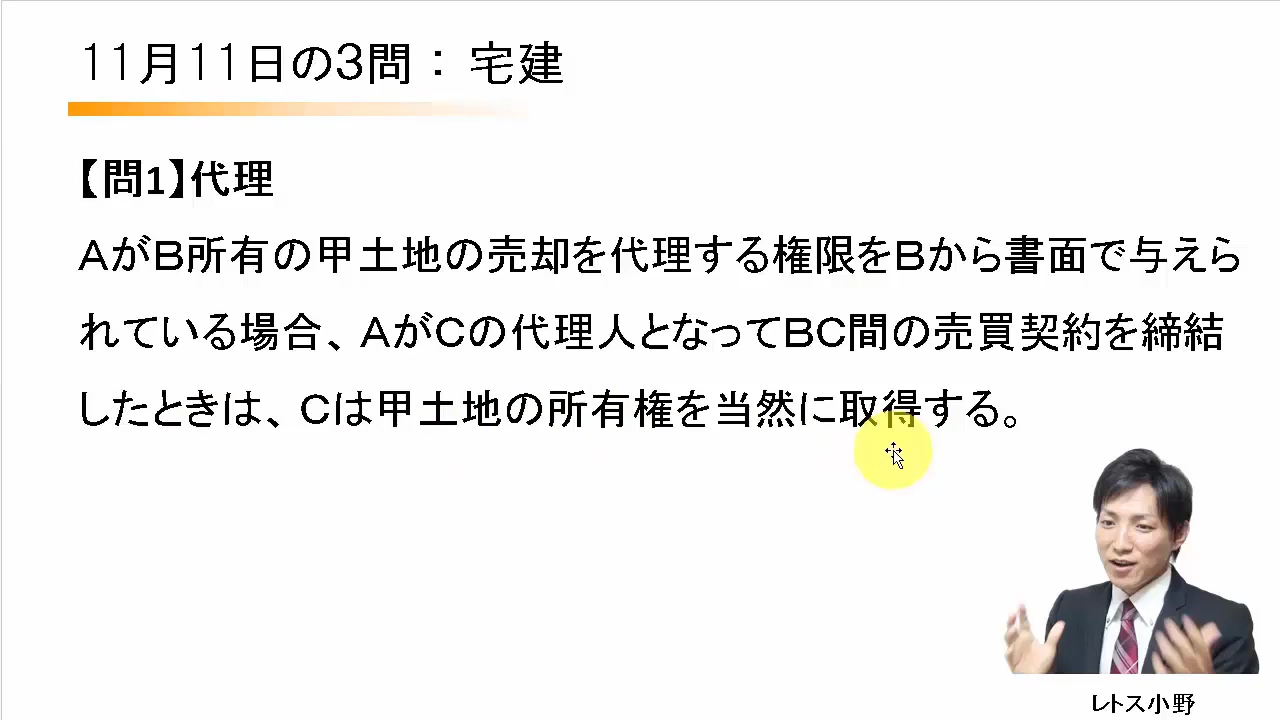 11月11日の3問：宅建
【問1】代理
AがB所有の甲土地の売却を代理する権限をBから書面で与えら
れている場合、AがCの代理人となってBC間の売買契約を締結
したときは、Cは甲土地の所有権を当然に取得する。
レトス小野